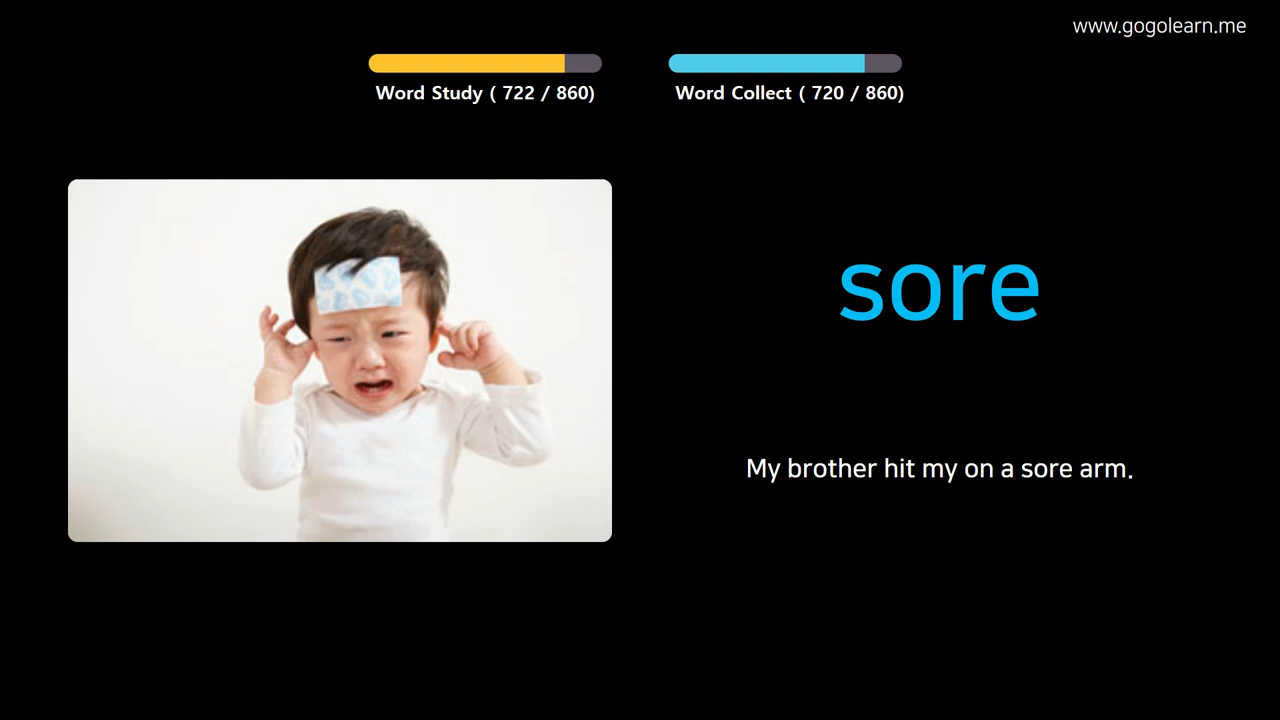 www.gogolearn.me
Word Study ( 722 / 860)
Word Collect ( 720 / 860)
sore
My brother hit my on a sore arm.